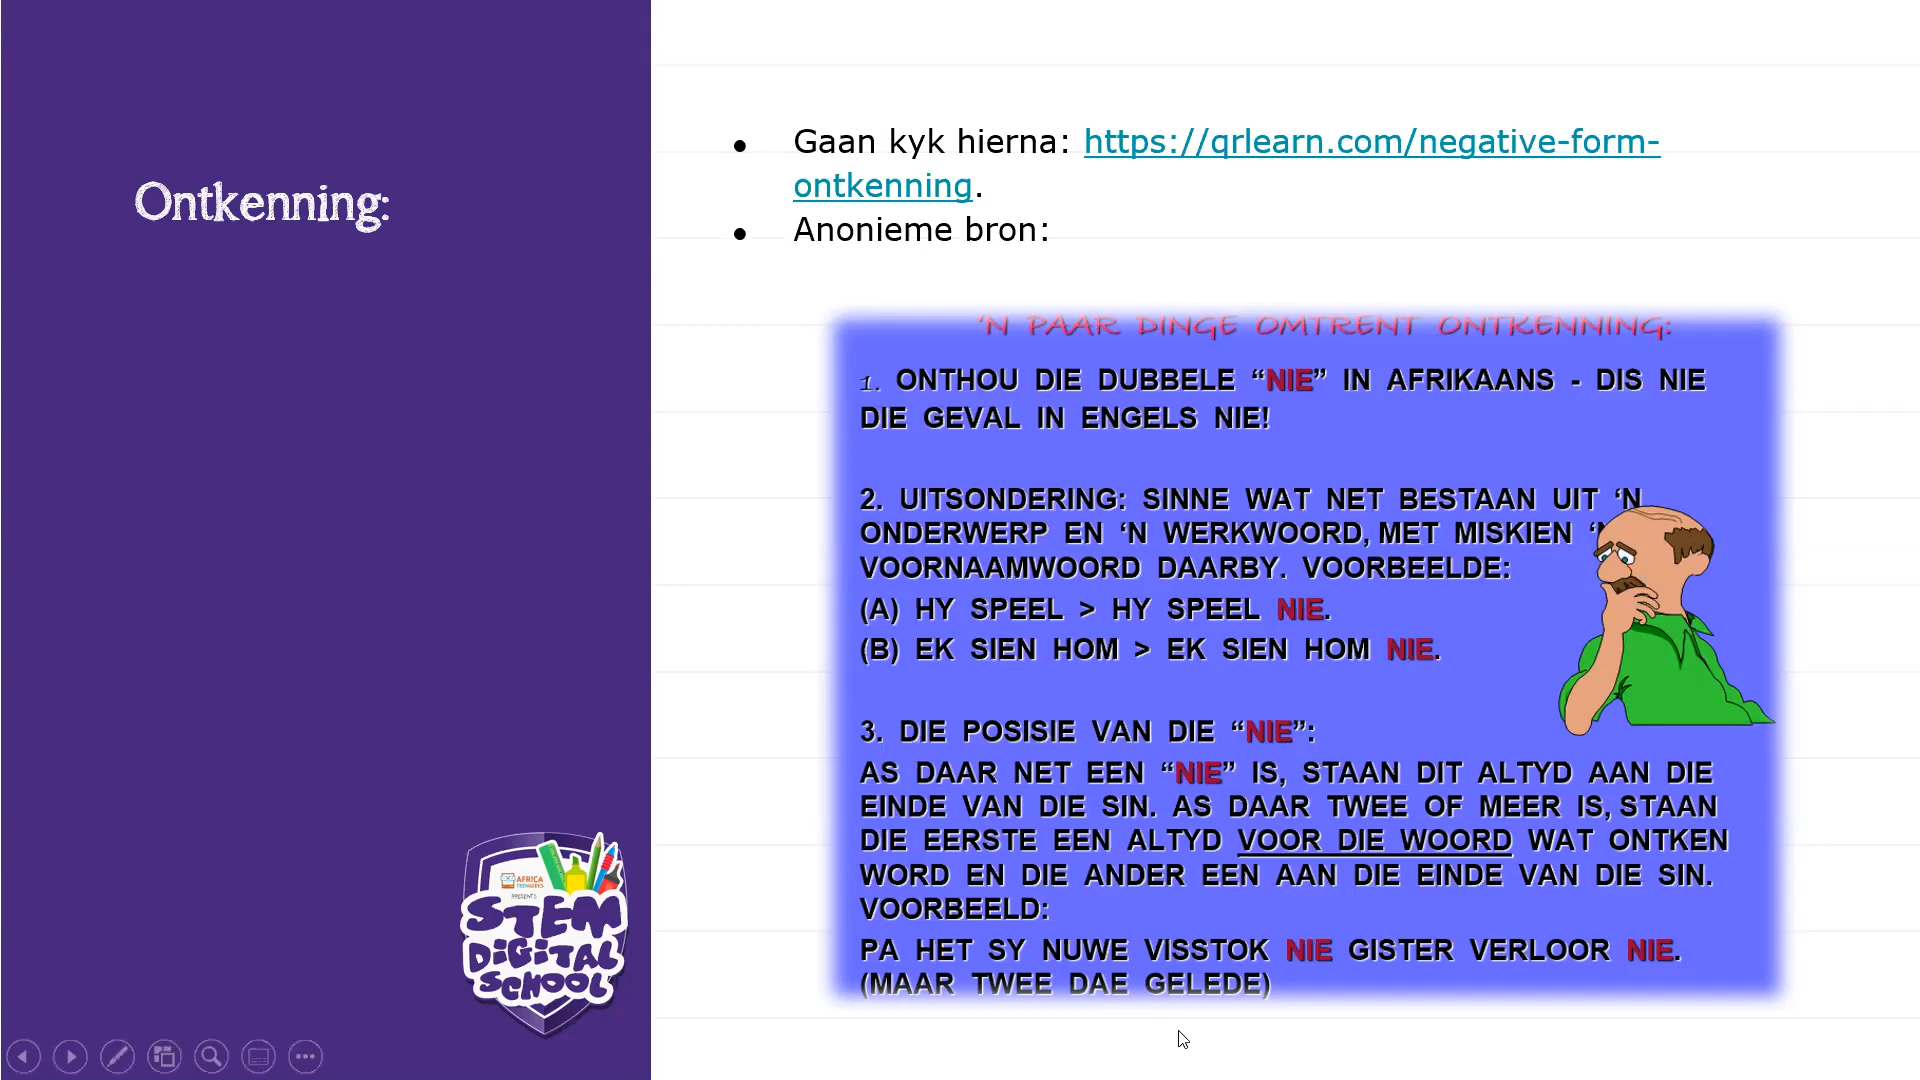 Ontkenning:
• Gaan kyk hierna: https://qrlearn.com/negative-form-
ontkenning.
• Anonieme bron:
‘N PAAR DINGE OMTRENT ONTKENNING:
1. ONTHOU DIE DUBBELE “NIE” IN AFRIKAANS - DIS NIE
DIE GEVAL IN ENGELS NIE!
2. UITSONDERING: SINNE WAT NET BESTAAN UIT ‘N
ONDERWERP EN ‘N WERKWOORD, MET MISKIEN ‘N
VOORNAAMWOORD DAARBY. VOORBEELDE:
(A) HY SPEEL > HY SPEEL NIE.
(B) EK SIEN HOM > EK SIEN HOM NIE.
3. DIE POSISIE VAN DIE “NIE”:
AS DAAR NET EEN “NIE” IS, STAAN DIT ALTYD AAN DIE
EINDE VAN DIE SIN. AS DAAR TWEE OF MEER IS, STAAN
DIE EERSTE EEN ALTYD VOOR DIE WOORD WAT ONTKEN
WORD EN DIE ANDER EEN AAN DIE EINDE VAN DIE SIN.
VOORBEELD:
PA HET SY NUWE VISSTOK NIE GISTER VERLOOR NIE.
(MAAR TWEE DAE GELEDE)
AFRICA
TEEN GEEKS
PRESENTS
STEM
DIGITAL
SCHOOL